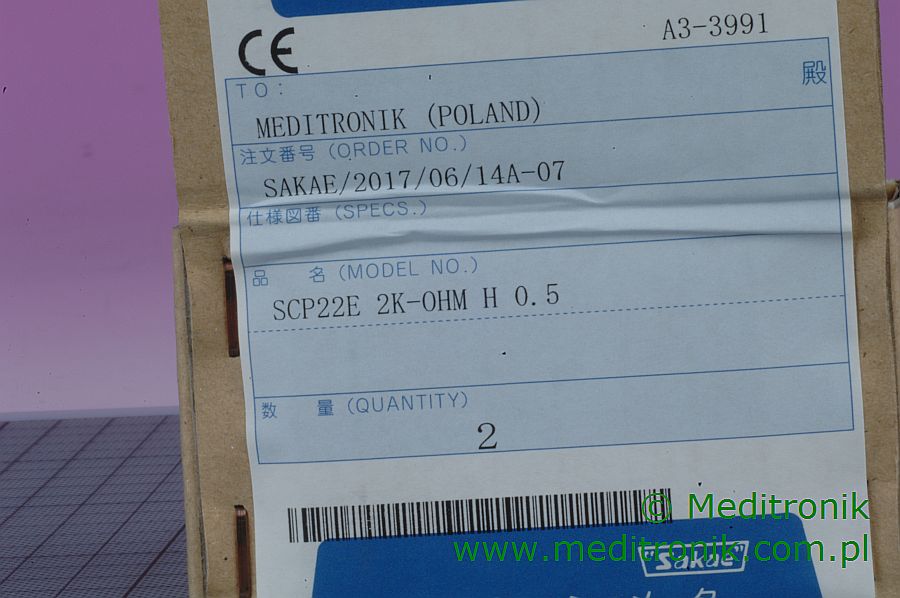 CE
A3-3991
TO: 殿
MEDITRONIK (POLAND)
注文番号 (ORDER NO.)
SAKAE/2017/06/14A-07
仕様図番 (SPECS.)
品 名 (MODEL NO.)
SCP22E 2K-OHM H 0.5
数 量 (QUANTITY)
2
© Meditronik
www.meditronik.com.pl
Sakae